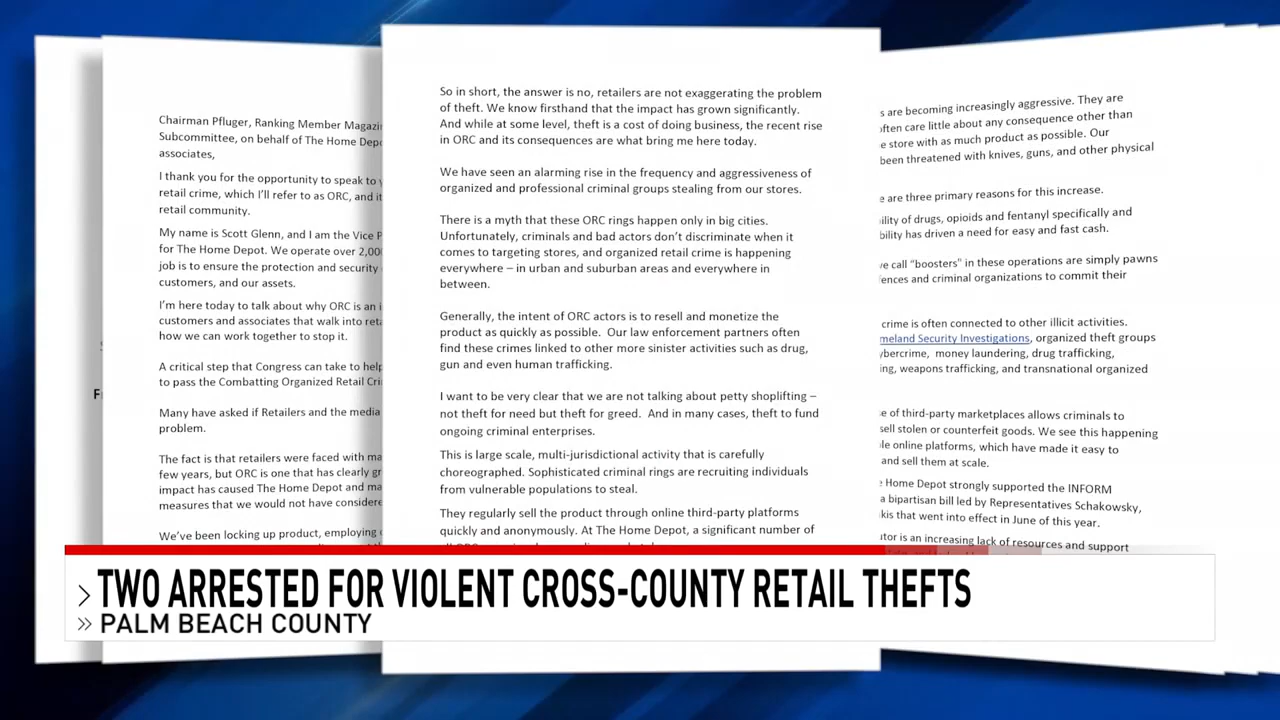 Chairman Pfluger, Ranking Member Magazi
Subcommittee, on behalf of The Home Depo
associates,
I thank you for the opportunity to speak to
retail crime, which I'll refer to as ORC, and it
retail community.
My name is Scott Glenn, and I am the Vice P
for The Home Depot. We operate over 2,00
job is to ensure the protection and security
customers, and our assets.
I'm here today to talk about why ORC is an i
customers and associates that walk into reta
how we can work together to stop it.
A critical step that Congress can take to help
to pass the Combatting Organized Retail Cri
Many have asked if Retailers and the media
problem.
The fact is that retailers were faced with ma
few years, but ORC is one that has clearly gr
impact has caused The Home Depot and ma
measures that we would not have considere
We've been locking up product, employing
So in short, the answer is no, retailers are not exaggerating the problem
of theft. We know firsthand that the impact has grown significantly.
And while at some level, theft is a cost of doing business, the recent rise
in ORC and its consequences are what bring me here today.
We have seen an alarming rise in the frequency and aggressiveness of
organized and professional criminal groups stealing from our stores.
There is a myth that these ORC rings happen only in big cities.
Unfortunately, criminals and bad actors don't discriminate when it
comes to targeting stores, and organized retail crime is happening
everywhere – in urban and suburban areas and everywhere in
between.
Generally, the intent of ORC actors is to resell and monetize the
product as quickly as possible. Our law enforcement partners often
find these crimes linked to other more sinister activities such as drug,
gun and even human trafficking.
I want to be very clear that we are not talking about petty shoplifting –
not theft for need but theft for greed. And in many cases, theft to fund
ongoing criminal enterprises.
This is large scale, multi-jurisdictional activity that is carefully
choreographed. Sophisticated criminal rings are recruiting individuals
from vulnerable populations to steal.
They regularly sell the product through online third-party platforms
quickly and anonymously. At The Home Depot, a significant number of
s are becoming increasingly aggressive. They are
often care little about any consequence other than
e store with as much product as possible. Our
been threatened with knives, guns, and other physical
e are three primary reasons for this increase.
ility of drugs, opioids and fentanyl specifically and
bility has driven a need for easy and fast cash.
ve call "boosters" in these operations are simply pawns
fences and criminal organizations to commit their
crime is often connected to other illicit activities.
meland Security Investigations, organized theft groups
ybercrime, money laundering, drug trafficking,
ing, weapons trafficking, and transnational organized
se of third-party marketplaces allows criminals to
sell stolen or counterfeit goods. We see this happening
le online platforms, which have made it easy to
and sell them at scale.
e Home Depot strongly supported the INFORM
a bipartisan bill led by Representatives Schakowsky,
kis that went into effect in June of this year.
utor is an increasing lack of resources and support
TWO ARRESTED FOR VIOLENT CROSS-COUNTY RETAIL THEFTS
PALM BEACH COUNTY